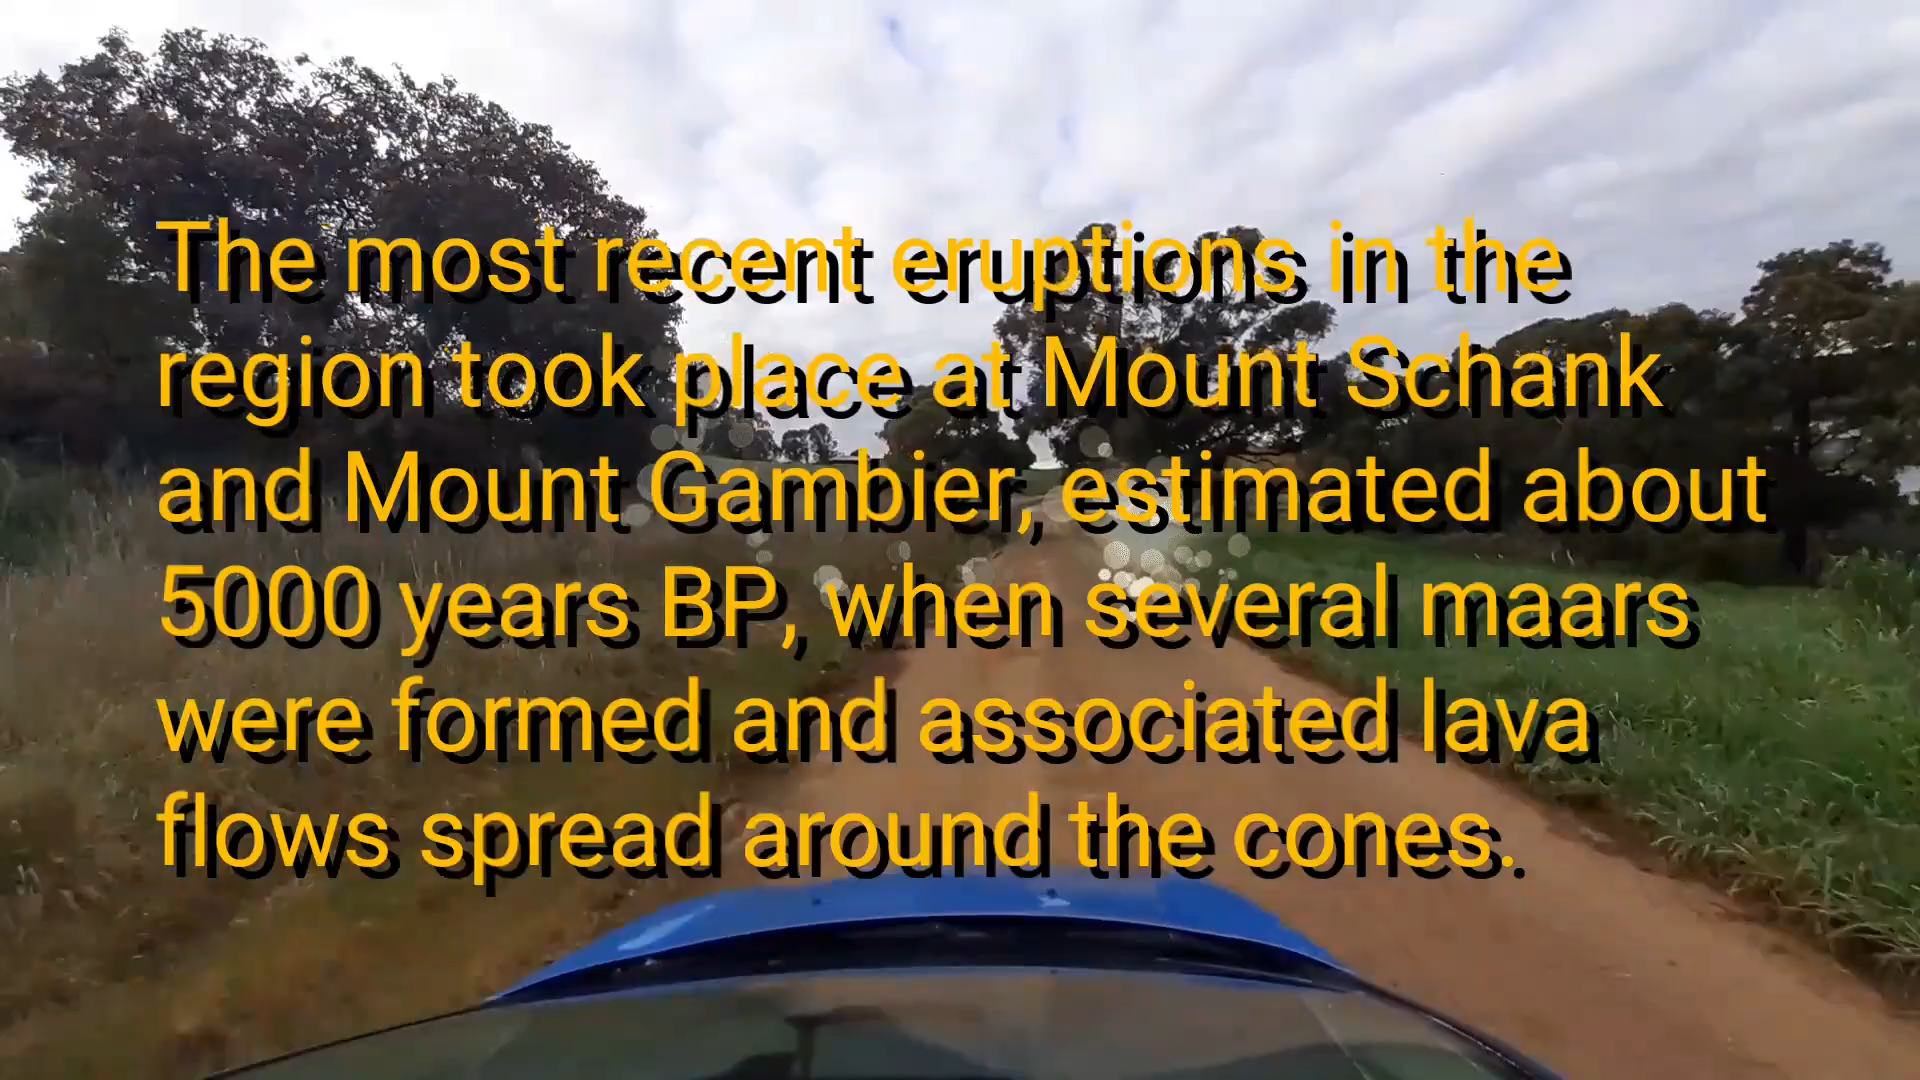 The most recent eruptions in the
region took place at Mount Schank
and Mount Gambier, estimated about
5000 years BP, when several maars
were formed and associated lava
flows spread around the cones.